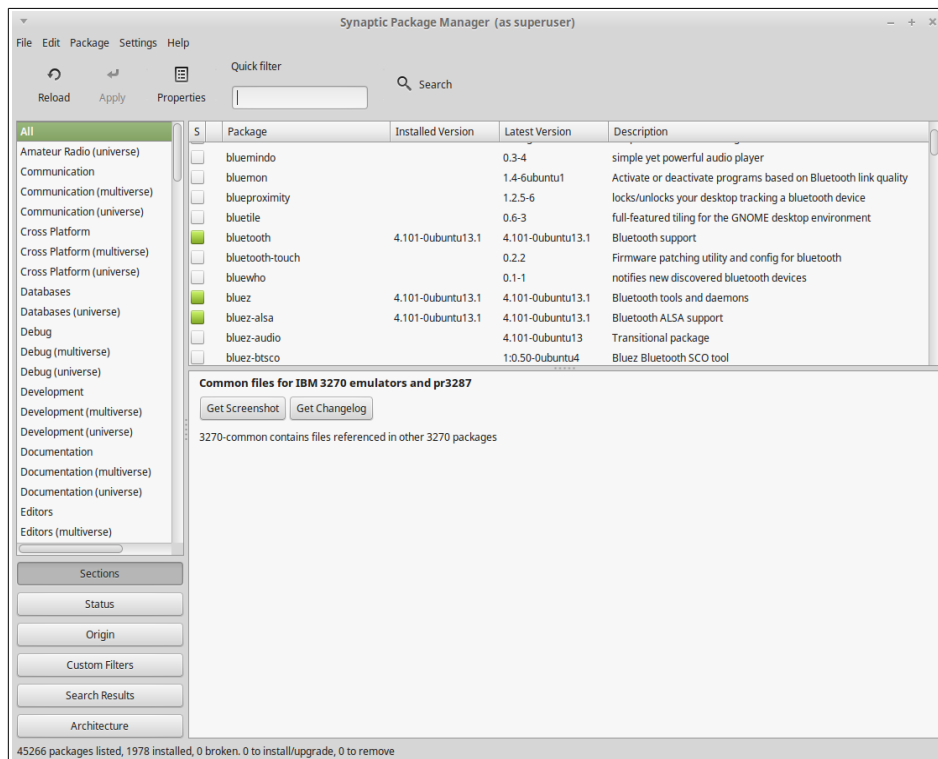 Synaptic Package Manager (as superuser)
File Edit Package Settings Help
Reload
Apply
Properties
Quick filter
Search
All
Amateur Radio (universe)
Communication
Communication (multiverse)
Communication (universe)
Cross Platform
Cross Platform (multiverse)
Cross Platform (universe)
Databases
Databases (universe)
Debug
Debug (multiverse)
Debug (universe)
Development
Development (multiverse)
Development (universe)
Documentation
Documentation (multiverse)
Documentation (universe)
Editors
Editors (multiverse)
Sections
Status
Origin
Custom Filters
Search Results
Architecture
S Package Installed Version Latest Version Description
bluemindo 0.3-4 simple yet powerful audio player
bluemon 1.4-6ubuntu1 Activate or deactivate programs based on Bluetooth link quality
blueproximity 1.2.5-6 locks/unlocks your desktop tracking a bluetooth device
bluetile 0.6-3 full-featured tiling for the GNOME desktop environment
bluetooth 4.101-0ubuntu13.1 4.101-0ubuntu13.1 Bluetooth support
bluetooth-touch 0.2.2 Firmware patching utility and config for bluetooth
bluewho 0.1-1 notifies new discovered bluetooth devices
bluez 4.101-0ubuntu13.1 4.101-0ubuntu13.1 Bluetooth tools and daemons
bluez-alsa 4.101-0ubuntu13.1 4.101-0ubuntu13.1 Bluetooth ALSA support
bluez-audio 4.101-0ubuntu13 Transitional package
bluez-btsco 1:0.50-0ubuntu4 Bluez Bluetooth SCO tool
Common files for IBM 3270 emulators and pr3287
Get Screenshot Get Changelog
3270-common contains files referenced in other 3270 packages
45266 packages listed, 1978 installed, 0 broken. 0 to install/upgrade, 0 to remove